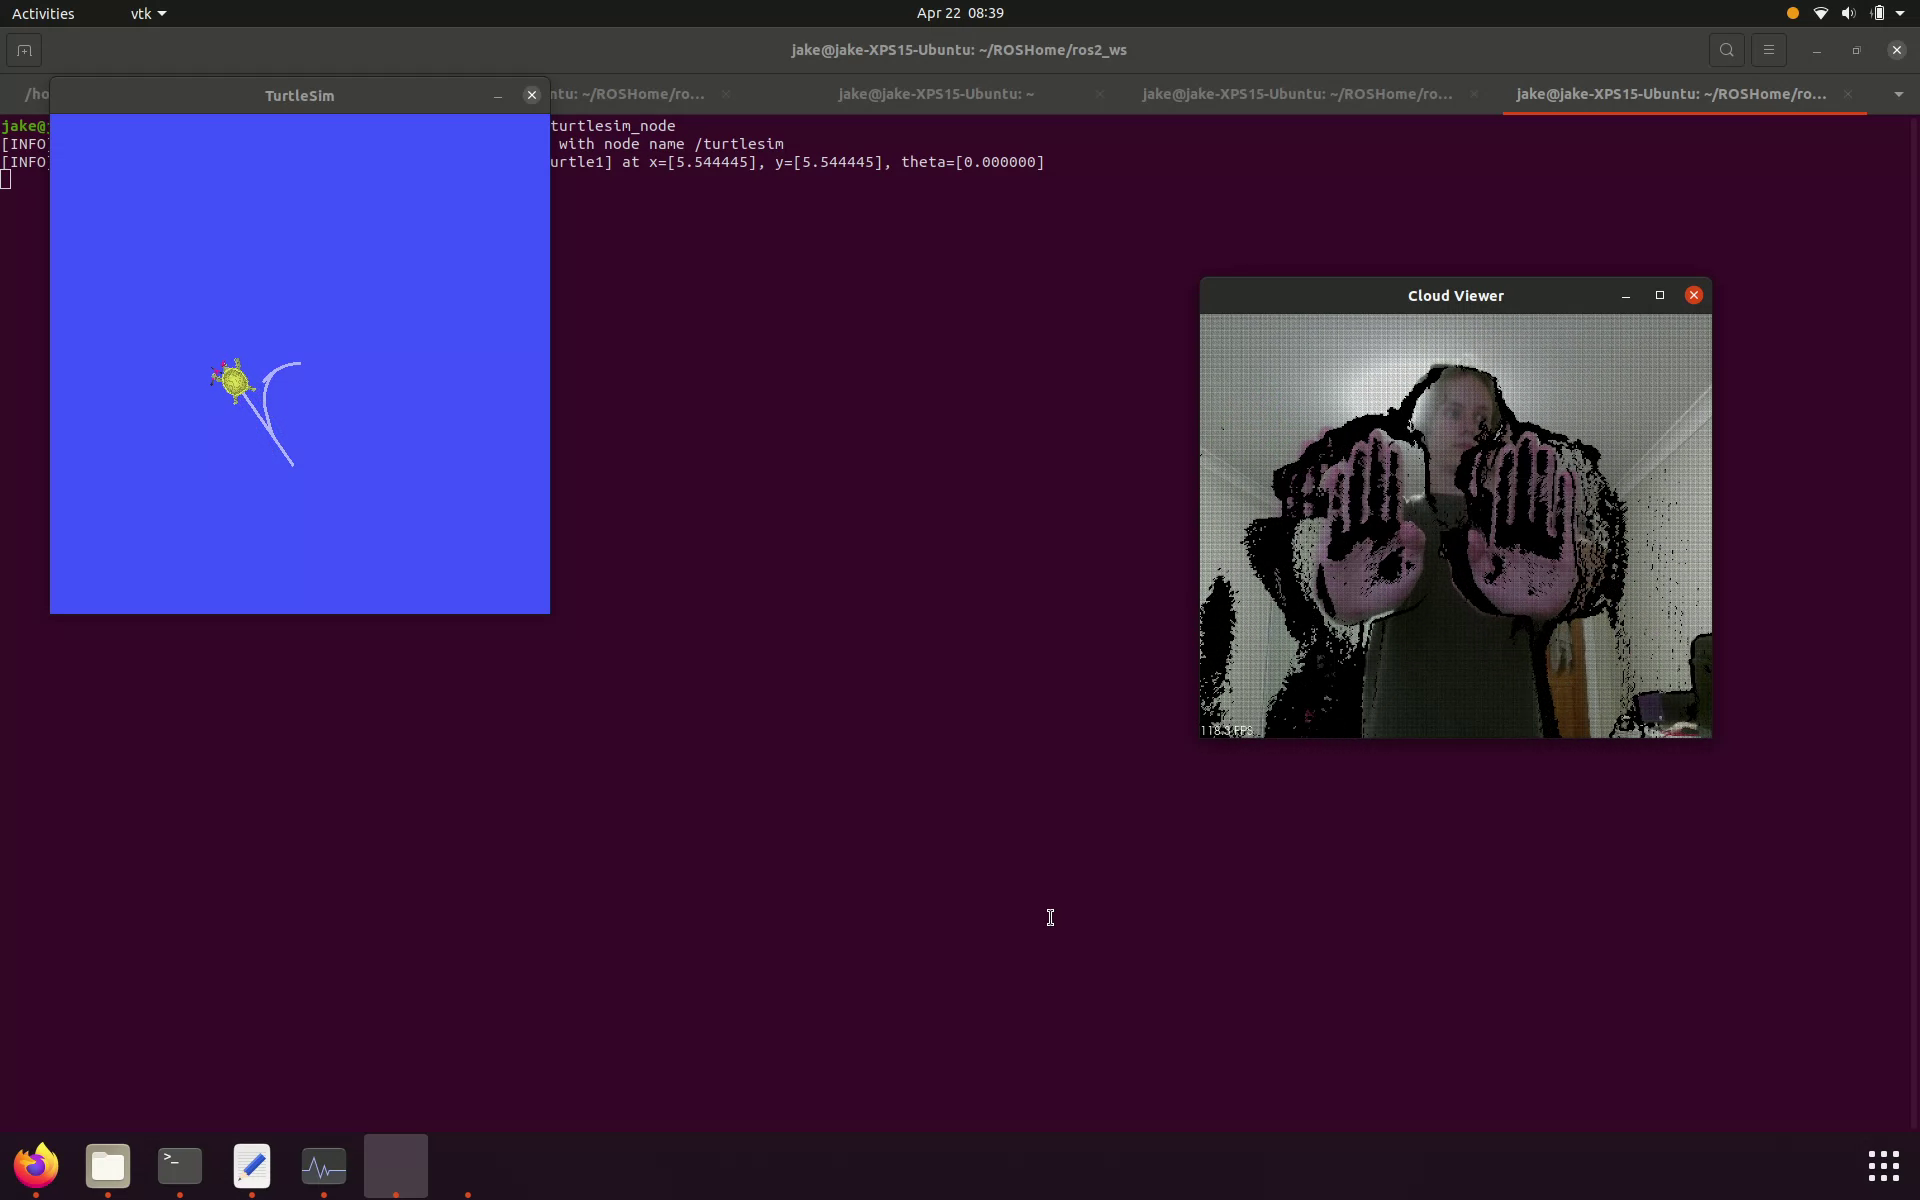 Activities
vtk
Apr 22 08:39
jake@jake-XPS15-Ubuntu: ~/ROSHome/ros2_ws
/ho
ntu: ~/ROSHome/ro...
jake@jake-XPS15-Ubuntu: ~
jake@jake-XPS15-Ubuntu: ~/ROSHome/ro...
jake@jake-XPS15-Ubuntu: ~/ROSHome/ro...
TurtleSim
jake@j
turtlesim_node
[INFO]
with node name /turtlesim
[INFO]
urtle1] at x=[5.544445], y=[5.544445], theta=[0.000000]
Cloud Viewer
118.3 FPS
>_